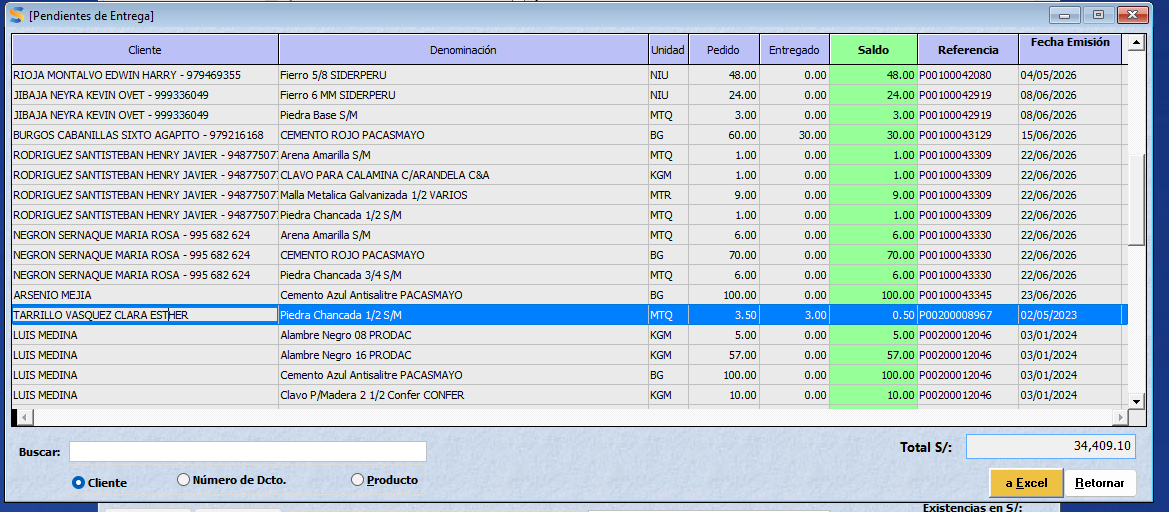 [Pendientes de Entrega]
Cliente Denominación Unidad Pedido Entregado Saldo Referencia Fecha Emisión
RIOJA MONTALVO EDWIN HARRY - 979469355 Fierro 5/8 SIDERPERU NIU 48.00 0.00 48.00 P00100042080 04/05/2026
JIBAJA NEYRA KEVIN OVET - 999336049 Fierro 6 MM SIDERPERU NIU 24.00 0.00 24.00 P00100042919 08/06/2026
JIBAJA NEYRA KEVIN OVET - 999336049 Piedra Base S/M MTQ 3.00 0.00 3.00 P00100042919 08/06/2026
BURGOS CABANILLAS SIXTO AGAPITO - 979216168 CEMENTO ROJO PACASMAYO BG 60.00 30.00 30.00 P00100043129 15/06/2026
RODRIGUEZ SANTISTEBAN HENRY JAVIER - 94877507 Arena Amarilla S/M MTQ 1.00 0.00 1.00 P00100043309 22/06/2026
RODRIGUEZ SANTISTEBAN HENRY JAVIER - 94877507 CLAVO PARA CALAMINA C/ARANDELA C&A KGM 1.00 0.00 1.00 P00100043309 22/06/2026
RODRIGUEZ SANTISTEBAN HENRY JAVIER - 94877507 Malla Metalica Galvanizada 1/2 VARIOS MTR 9.00 0.00 9.00 P00100043309 22/06/2026
RODRIGUEZ SANTISTEBAN HENRY JAVIER - 94877507 Piedra Chancada 1/2 S/M MTQ 1.00 0.00 1.00 P00100043309 22/06/2026
NEGRON SERNAQUE MARIA ROSA - 995 682 624 Arena Amarilla S/M MTQ 6.00 0.00 6.00 P00100043330 22/06/2026
NEGRON SERNAQUE MARIA ROSA - 995 682 624 CEMENTO ROJO PACASMAYO BG 70.00 0.00 70.00 P00100043330 22/06/2026
NEGRON SERNAQUE MARIA ROSA - 995 682 624 Piedra Chancada 3/4 S/M MTQ 6.00 0.00 6.00 P00100043330 22/06/2026
ARSENIO MEJIA Cemento Azul Antisalitre PACASMAYO BG 100.00 0.00 100.00 P00100043345 23/06/2026
TARRILLO VASQUEZ CLARA ESTHER Piedra Chancada 1/2 S/M MTQ 3.50 3.00 0.50 P00200008967 02/05/2023
LUIS MEDINA Alambre Negro 08 PRODAC KGM 5.00 0.00 5.00 P00200012046 03/01/2024
LUIS MEDINA Alambre Negro 16 PRODAC KGM 57.00 0.00 57.00 P00200012046 03/01/2024
LUIS MEDINA Cemento Azul Antisalitre PACASMAYO BG 100.00 0.00 100.00 P00200012046 03/01/2024
LUIS MEDINA Clavo P/Madera 2 1/2 Confer CONFER KGM 10.00 0.00 10.00 P00200012046 03/01/2024
Buscar: Total S/: 34,409.10
Cliente Número de Dcto. Producto a Excel Retornar
Existencias en S/: